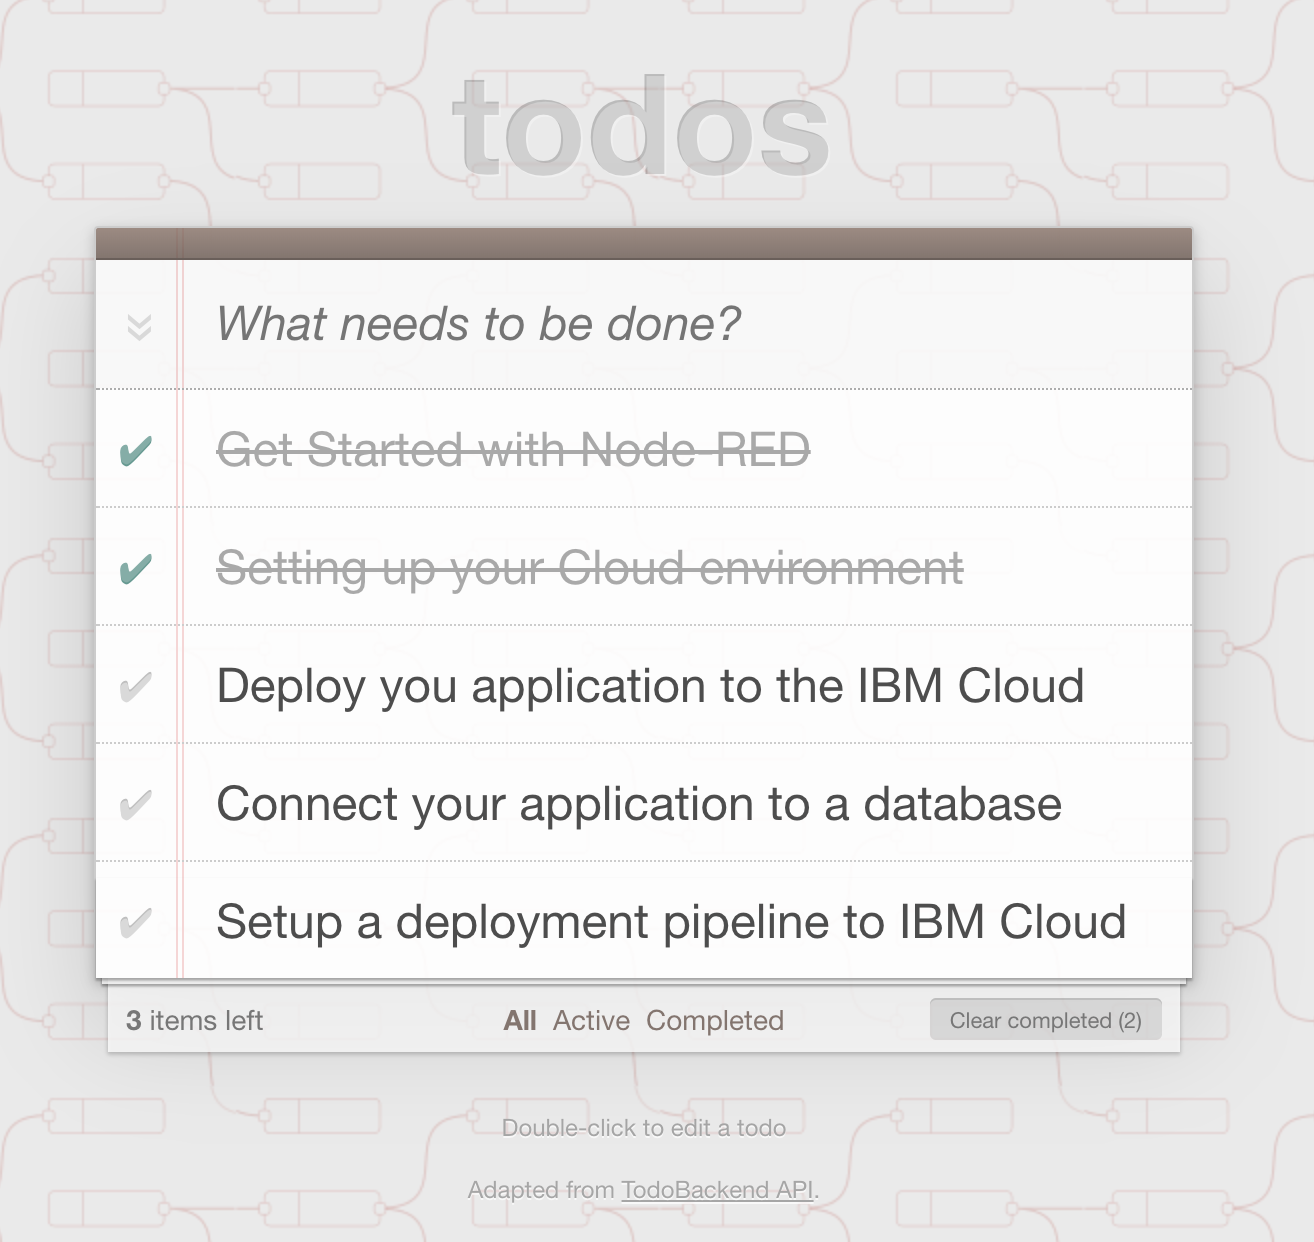 todos
What needs to be done?
Get Started with Node-RED
Setting up your Cloud environment
Deploy you application to the IBM Cloud
Connect your application to a database
Setup a deployment pipeline to IBM Cloud
3 items left All Active Completed Clear completed (2)
Double-click to edit a todo
Adapted from TodoBackend API.